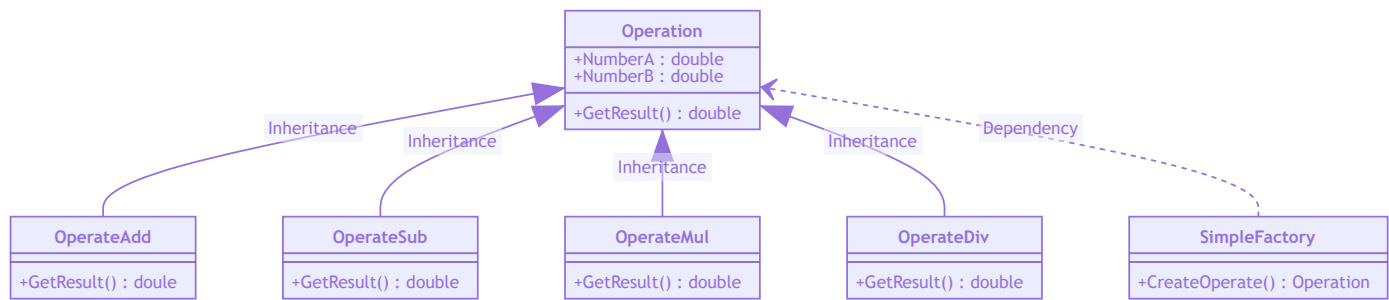 Operation
+NumberA : double
+NumberB : double
+GetResult() : double
Inheritance
Inheritance
Inheritance
Inheritance
Dependency
OperateAdd
+GetResult() : doule
OperateSub
+GetResult() : double
OperateMul
+GetResult() : double
OperateDiv
+GetResult() : double
SimpleFactory
+CreateOperate() : Operation